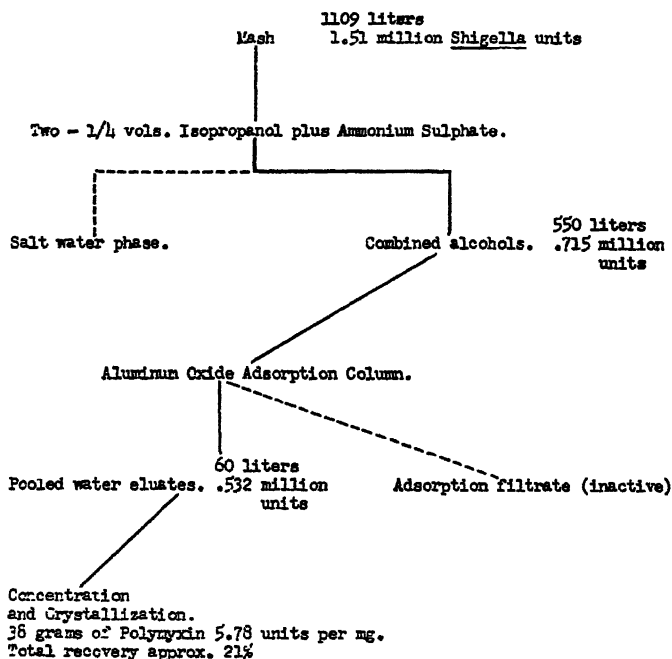 1109 liters
Mash 1.51 million Shigella units
Two - 1/4 vols. Isopropanol plus Ammonium Sulphate.
Salt water phase.
Combined alcohols.
550 liters
.715 million
units
Aluminum Oxide Adsorption Column.
60 liters
Pooled water eluates. .532 million
units
Adsorption filtrate (inactive)
Concentration
and Crystallization.
38 grams of Polymyxin 5.78 units per mg.
Total recovery approx. 21%